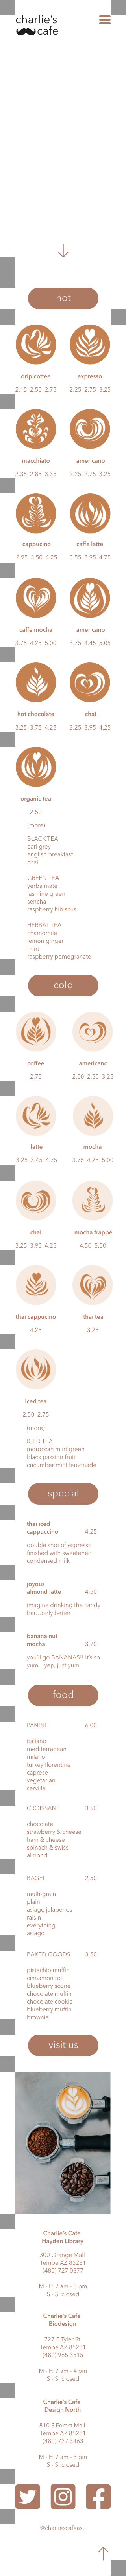 charlie's
cafe
hot
drip coffee
2.15 2.50 2.75
expresso
2.25 2.75 3.25
macchiato
2.35 2.85 3.35
americano
2.25 2.75 3.25
cappucino
2.95 3.50 4.25
caffe latte
3.55 3.95 4.75
caffe mocha
3.75 4.25 5.00
americano
3.75 4.45 5.05
hot chocolate
3.25 3.75 4.25
chai
3.25 3.95 4.25
organic tea
2.50
(more)
BLACK TEA
earl grey
english breakfast
chai
GREEN TEA
yerba mate
jasmine green
sencha
raspberry hibiscus
HERBAL TEA
chamomile
lemon ginger
mint
raspberry pomegranate
cold
coffee
2.75
americano
2.00 2.50 3.25
latte
3.25 3.45 4.75
mocha
3.75 4.25 5.00
chai
3.25 3.95 4.25
mocha frappe
4.50 5.50
thai cappucino
4.25
thai tea
3.25
iced tea
2.50 2.75
(more)
ICED TEA
moroccan mint green
black passion fruit
cucumber mint lemonade
special
thai iced
cappuccino 4.25
double shot of espresso
finished with sweetened
condensed milk
joyous
almond latte 4.50
imagine drinking the candy
bar...only better
banana nut
mocha 3.70
you'll go BANANAS!! It's so
yum...yep, just yum
food
PANINI 6.00
italiano
mediterranean
milano
turkey florentine
caprese
vegetarian
serville
CROISSANT 3.50
chocolate
strawberry & cheese
ham & cheese
spinach & swiss
almond
BAGEL 2.50
multi-grain
plain
asiago jalapenos
raisin
everything
asiago
BAKED GOODS 3.50
pistachio muffin
cinnamon roll
blueberry scone
chocolate muffin
chocolate cookie
blueberry muffin
brownie
visit us
Charlie's Cafe
Hayden Library
300 Orange Mall
Tempe AZ 85281
(480) 727 0377
M - F: 7 am - 3 pm
S - S: closed
Charlie's Cafe
Biodesign
727 E Tyler St
Tempe AZ 85281
(480) 965 3515
M - F: 7 am - 4 pm
S - S: closed
Charlie's Cafe
Design North
810 S Forest Mall
Tempe AZ 85281
(480) 727 3463
M - F: 7 am - 3 pm
S - S: closed
@charliescafeasu